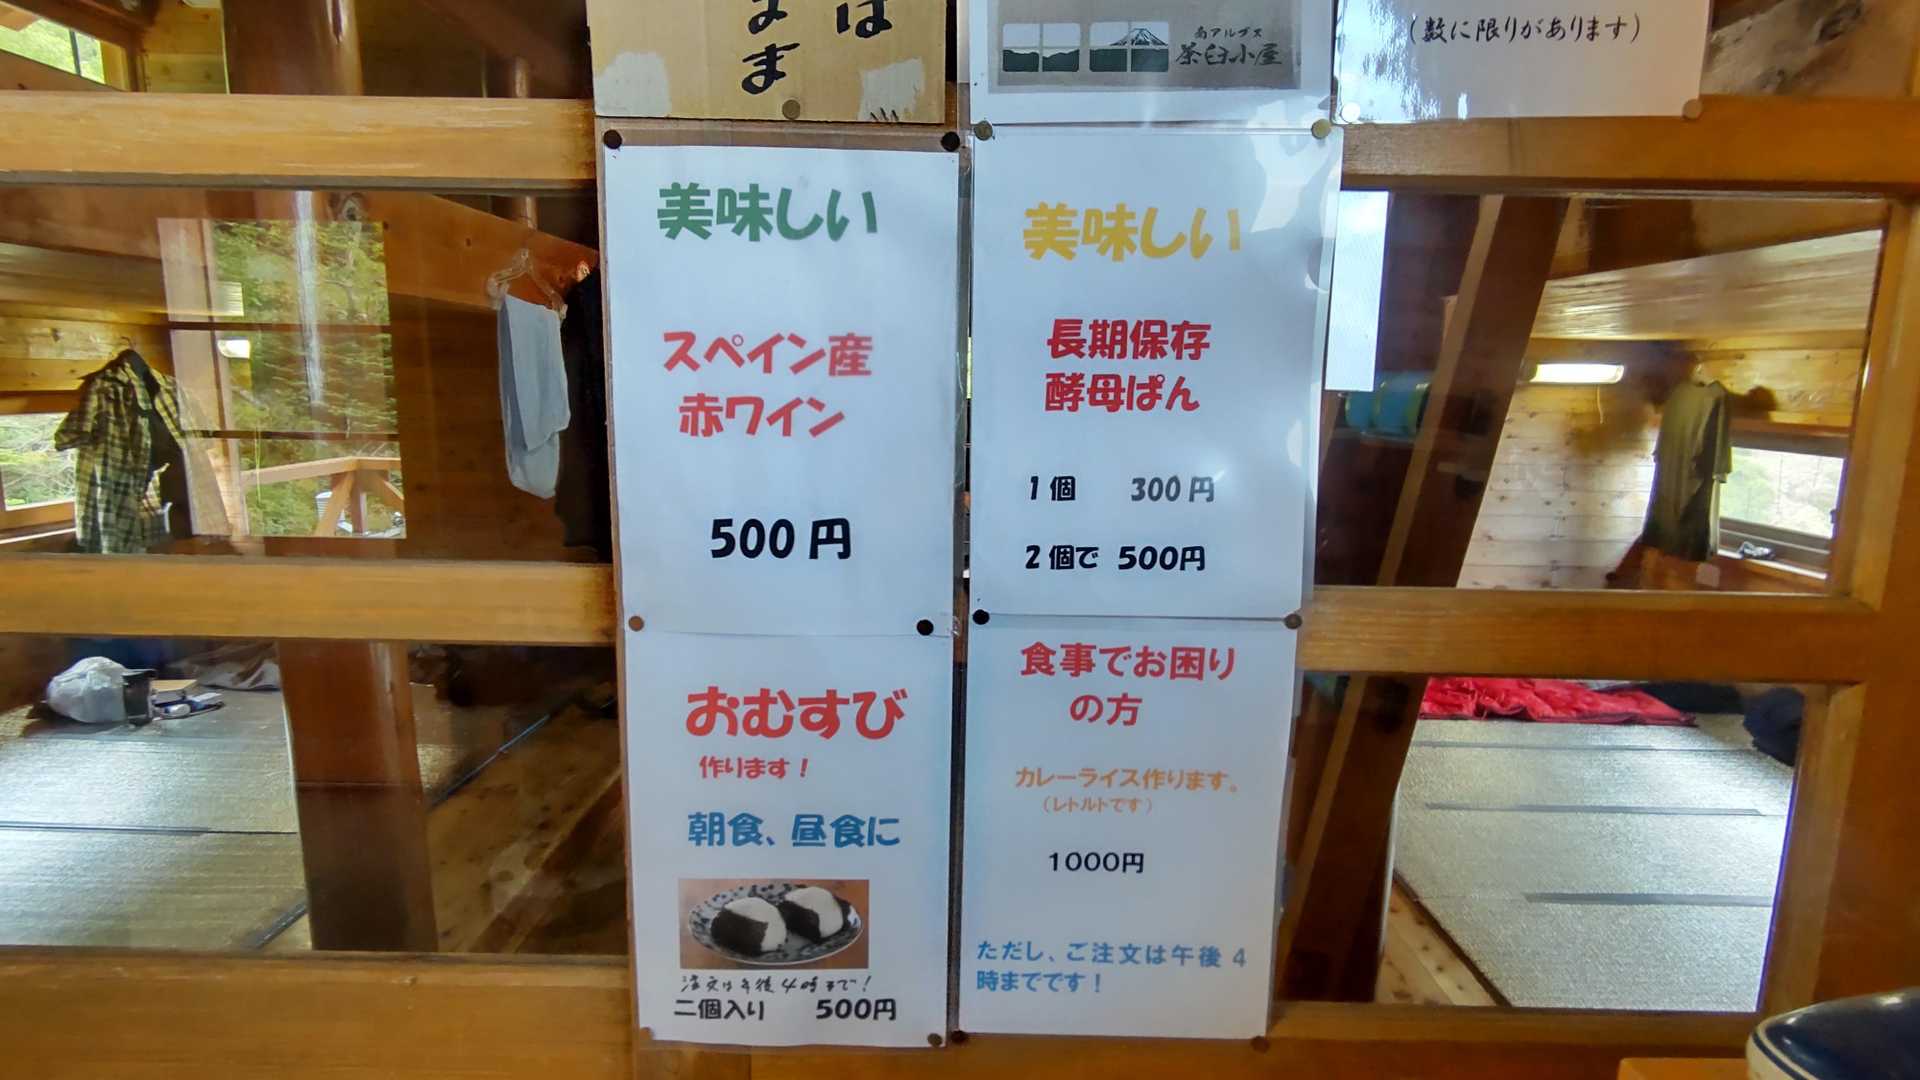 は
ます
南アルプス
茶臼小屋
(数に限りがあります)
美味しい
スペイン産
赤ワイン
500円
美味しい
長期保存
酵母ぱん
1個 300円
2個で 500円
おむすび
作ります！
朝食、昼食に
注文は午後4時まで！
二個入り 500円
食事でお困り
の方
カレーライス作ります。
(レトルトです)
1000円
ただし、ご注文は午後4
時までです！